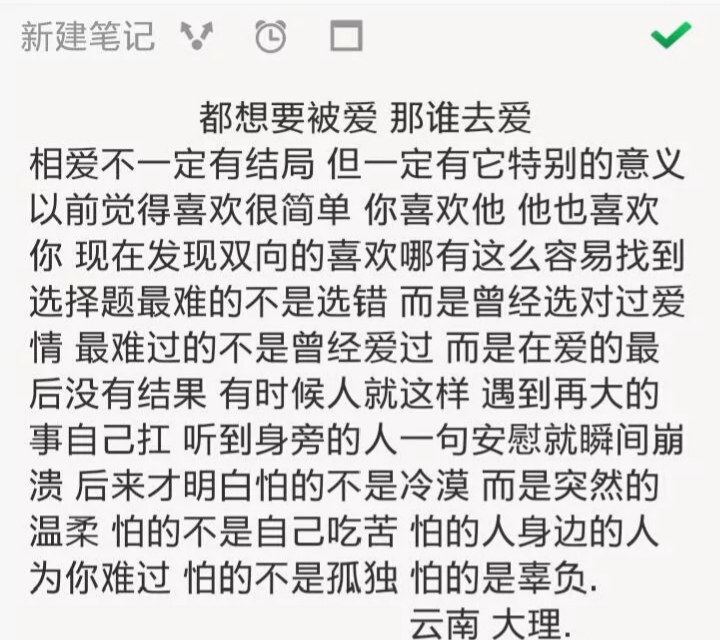 新建笔记
都想要被爱 那谁去爱
相爱不一定有结局 但一定有它特别的意义
以前觉得喜欢很简单 你喜欢他 他也喜欢
你 现在发现双向的喜欢哪有这么容易找到
选择题最难的不是选错 而是曾经选对过爱
情 最难过的不是曾经爱过 而是在爱的最
后没有结果 有时候人就这样 遇到再大的
事自己扛 听到身旁的人一句安慰就瞬间崩
溃 后来才明白怕的不是冷漠 而是突然的
温柔 怕的不是自己吃苦 怕的人身边的人
为你难过 怕的不是孤独 怕的是辜负.
云南 大理.